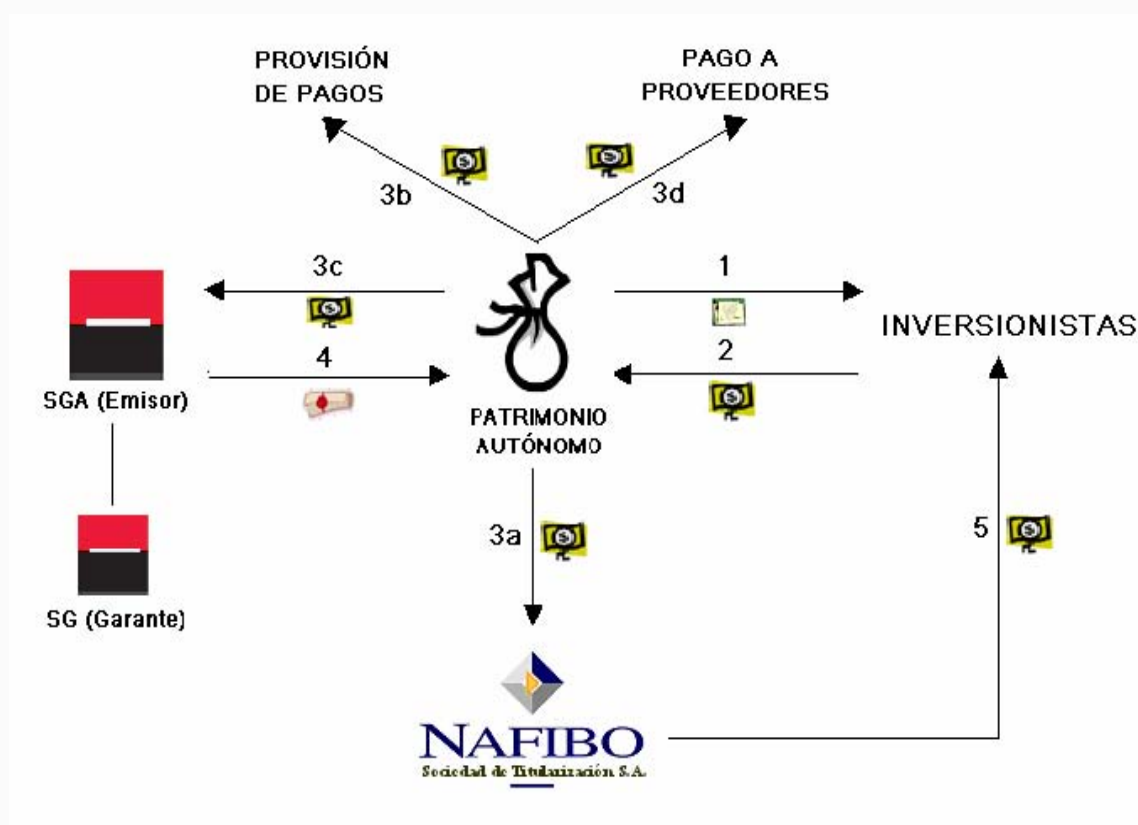 PROVISIÓN
DE PAGOS
PAGO A
PROVEEDORES
3b
3d
3c
1
INVERSIONISTAS
4
2
SGA (Emisor)
PATRIMONIO
AUTÓNOMO
3a
5
SG (Garante)
NAFIBO
Sociedad de Titularización S.A.